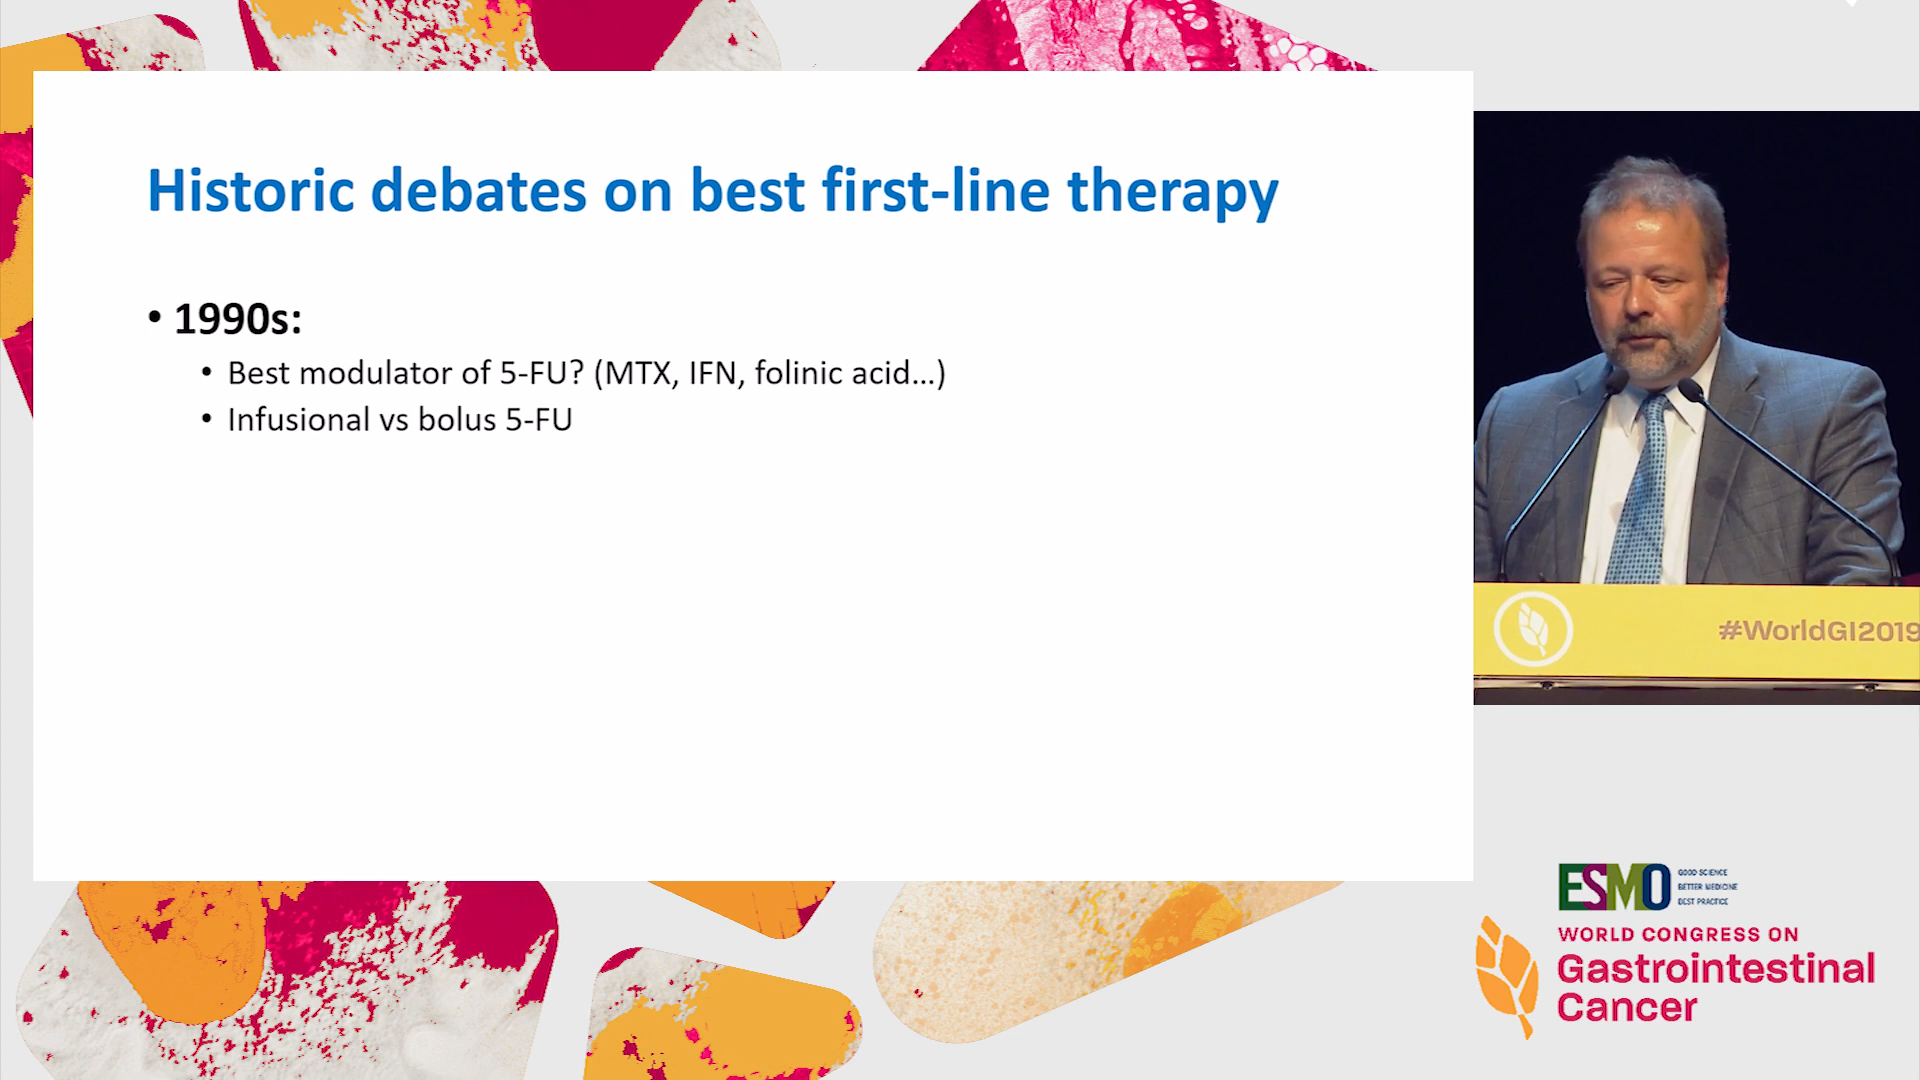 Historic debates on best first-line therapy
• 1990s:
• Best modulator of 5-FU? (MTX, IFN, folinic acid...)
• Infusional vs bolus 5-FU
#WorldGI2019
ESMO
GOOD SCIENCE
BETTER MEDICINE
BEST PRACTICE
WORLD CONGRESS ON
Gastrointestinal
Cancer